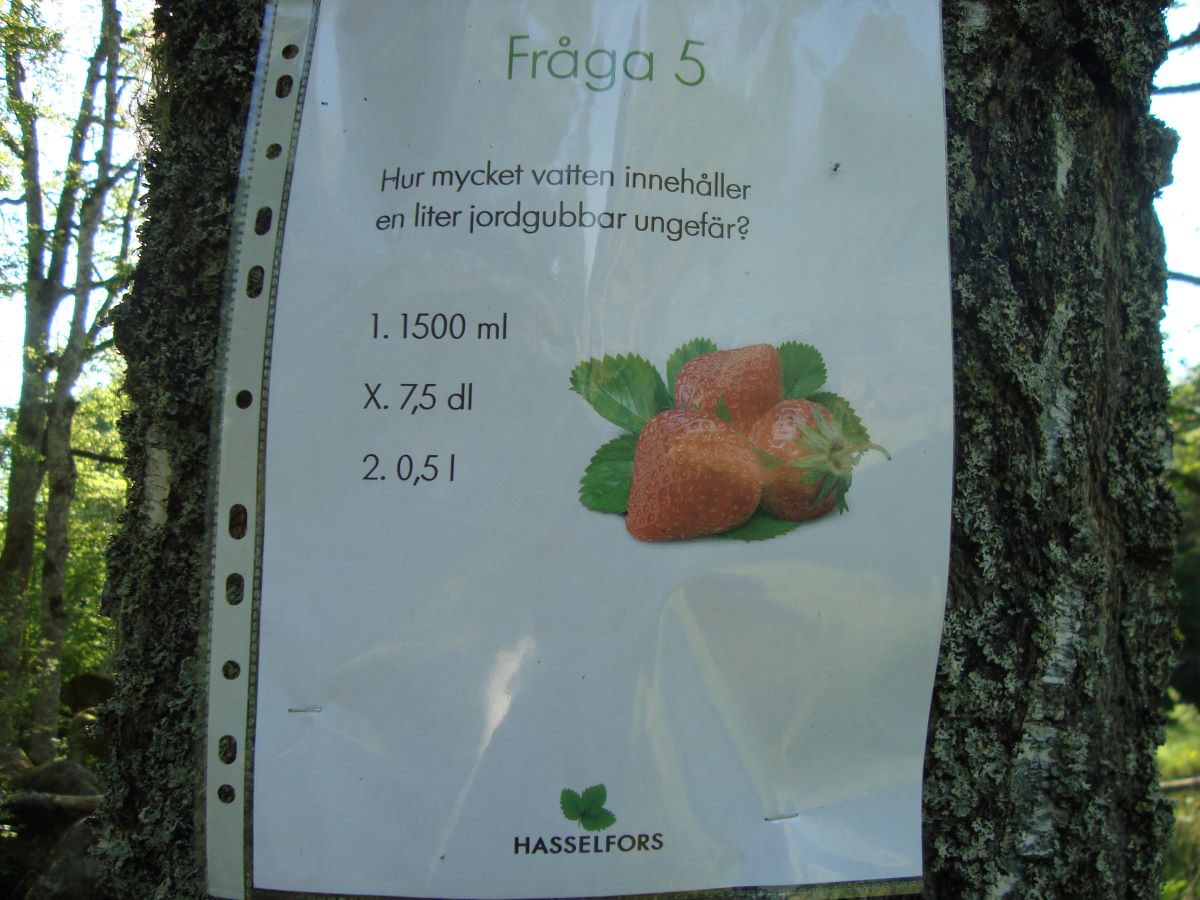 Fråga 5
Hur mycket vatten innehåller
en liter jordgubbar ungefär?
1. 1500 ml
X. 7,5 dl
2. 0,5 l
HASSELFORS